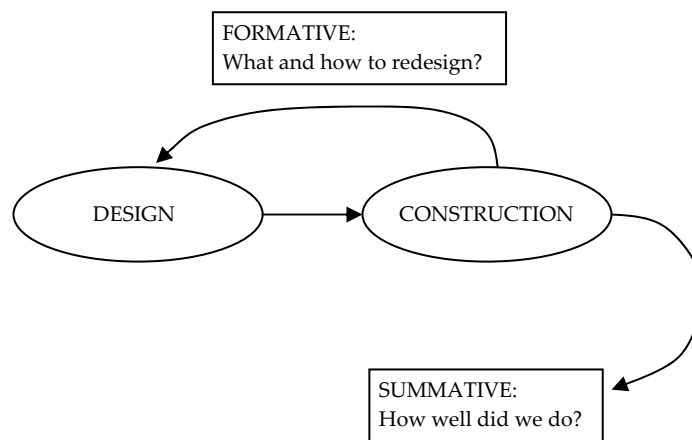 FORMATIVE:
What and how to redesign?
DESIGN
CONSTRUCTION
SUMMATIVE:
How well did we do?